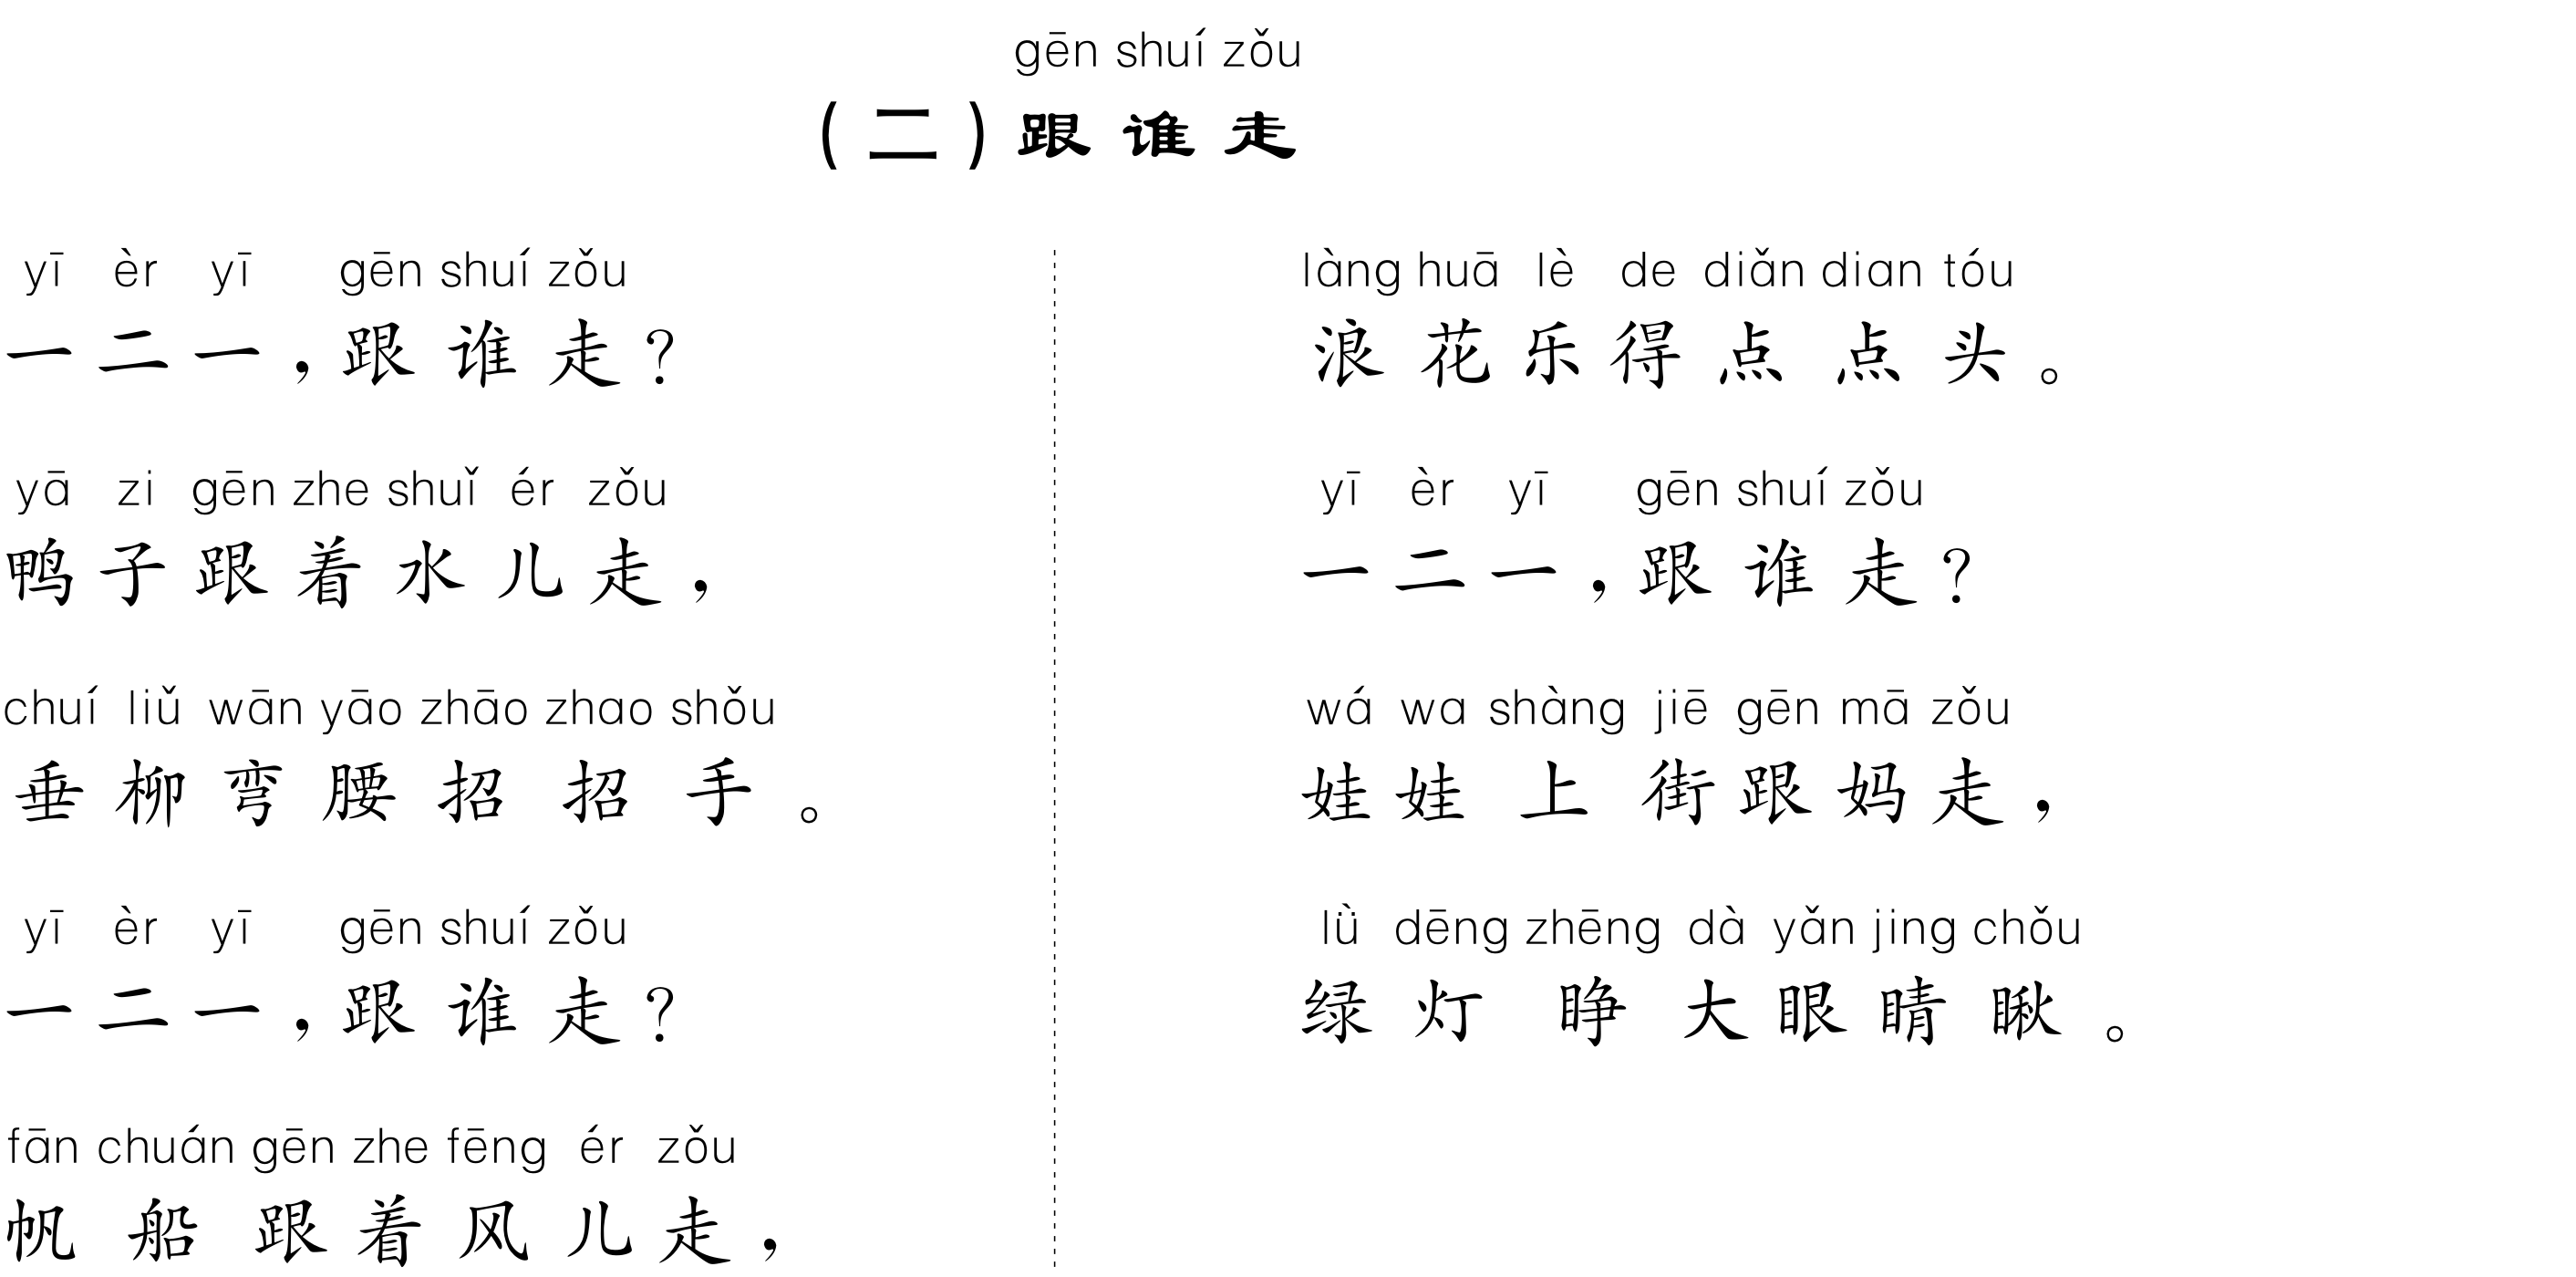 gēn shuí zǒu
（二）跟谁走
yī èr yī gēn shuí zǒu
一二一，跟谁走？
yā zi gēn zhe shuǐ ér zǒu
鸭子跟着水儿走，
chuí liǔ wān yāo zhāo zhao shǒu
垂柳弯腰招招手。
yī èr yī gēn shuí zǒu
一二一，跟谁走？
fān chuán gēn zhe fēng ér zǒu
帆船跟着风儿走，
làng huā lè de diǎn dian tóu
浪花乐得点点头。
yī èr yī gēn shuí zǒu
一二一，跟谁走？
wá wa shàng jiē gēn mā zǒu
娃娃上街跟妈走，
lǜ dēng zhēng dà yǎn jing chǒu
绿灯睁大眼睛瞅。